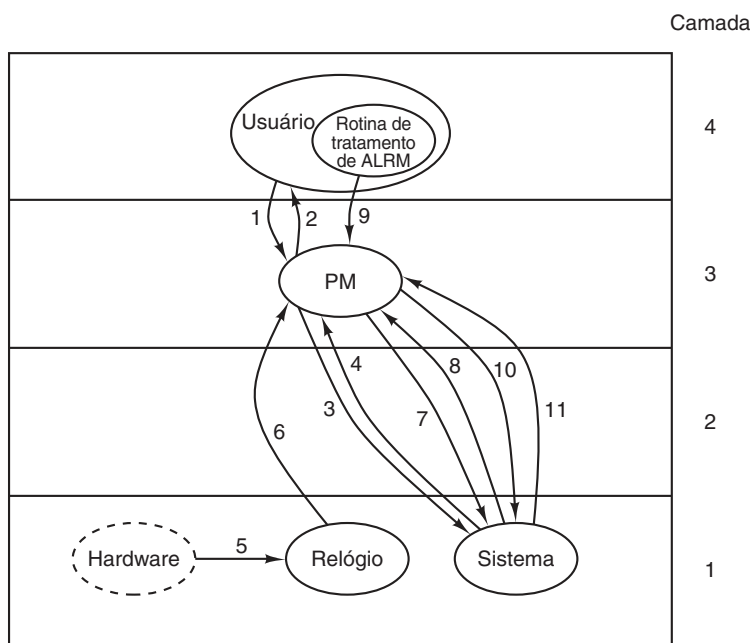 Camada
Usuário
Rotina de
tratamento
de ALRM
4
1
2
9
PM
3
4
8
10
3
7
11
6
2
5
Hardware
Relógio
Sistema
1